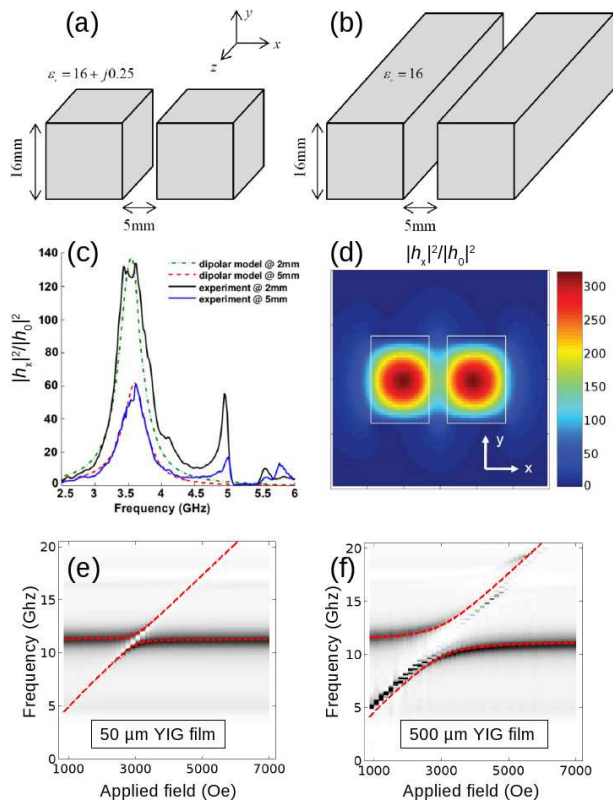 (a)
y
x
z
ε_r = 16 + j0.25
16mm
5mm
(b)
ε_r = 16
16mm
5mm
(c)
140
120
100
80
60
40
20
0
|h_x|²/|h_0|²
dipolar model @ 2mm
dipolar model @ 5mm
experiment @ 2mm
experiment @ 5mm
2.5 3 3.5 4 4.5 5 5.5 6
Frequency (GHz)
(d)
|h_x|²/|h_0|²
y
x
300
250
200
150
100
50
0
(e)
20
15
10
5
0
Frequency (Ghz)
50 µm YIG film
1000 3000 5000 7000
Applied field (Oe)
(f)
20
15
10
5
0
Frequency (Ghz)
500 µm YIG film
1000 3000 5000 7000
Applied field (Oe)